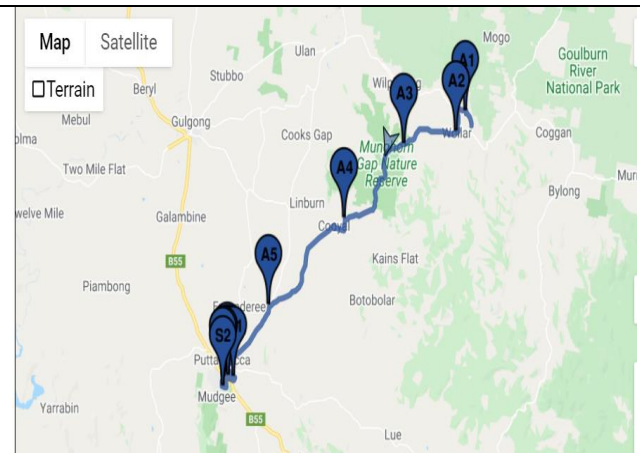 Map Satellite
Terrain
Mogo
Ulan
Goulburn
River
National Park
Stubbo
Beryl
A1
A2
A3
Mebul
Gulgong
Cooks Gap
Coggan
Munghorn
Gap Nature
Reserve
Two Mile Flat
A4
Bylong
Linburn
welve Mile
Galambine
Kains Flat
A5
B55
Piambong
Botobolar
S2
Mudgee
Yarrabin
B55
Lue